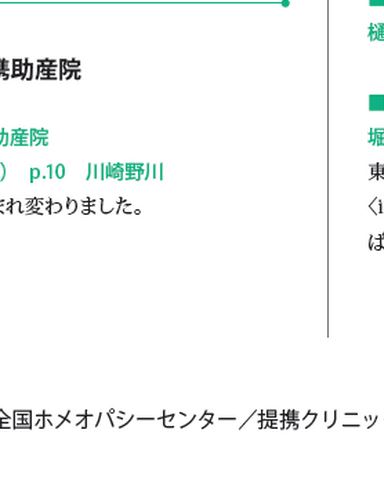 携助産院
助産院
） p.10 川崎野川
まれ変わりました。
樋
堀
東
〈i
ば
全国ホメオパシーセンター／提携クリニッ